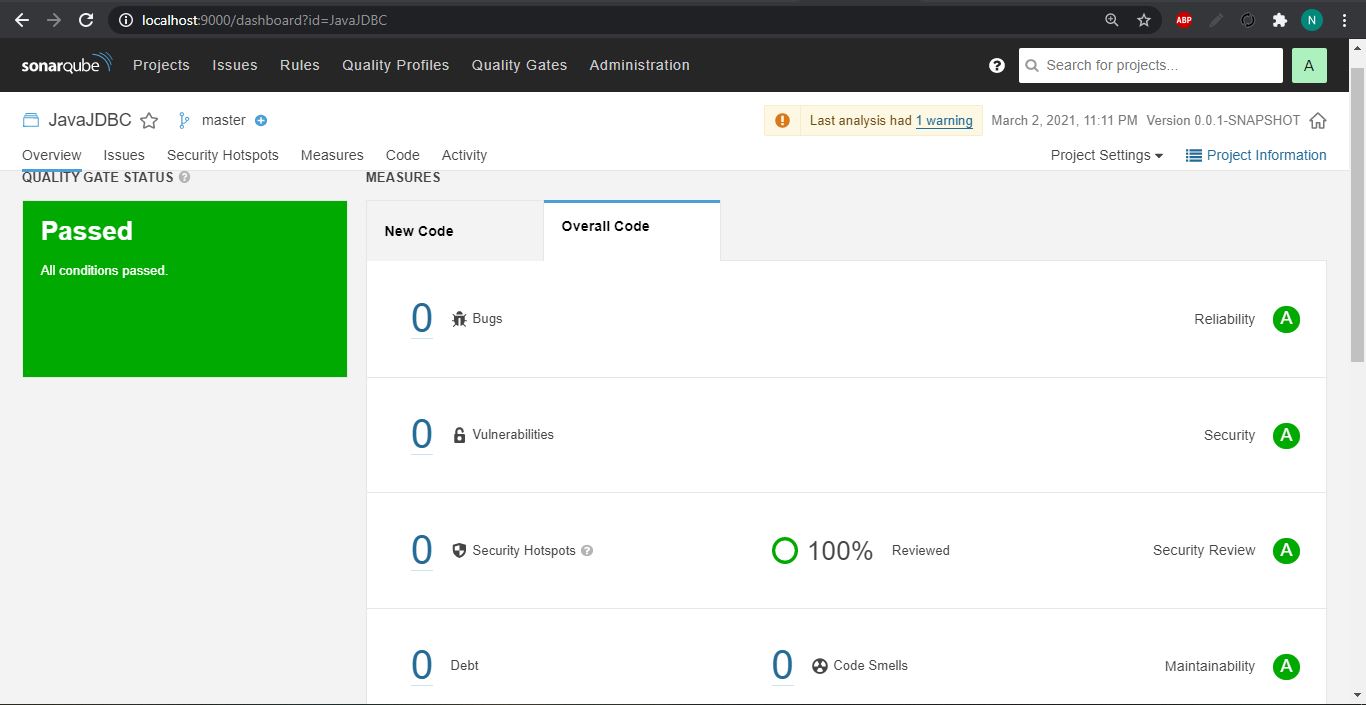 localhost:9000/dashboard?id=JavaJDBC
ABP
N
sonarqube Projects Issues Rules Quality Profiles Quality Gates Administration ? Search for projects... A
JavaJDBC master Last analysis had 1 warning March 2, 2021, 11:11 PM Version 0.0.1-SNAPSHOT
Overview Issues Security Hotspots Measures Code Activity Project Settings Project Information
QUALITY GATE STATUS ? MEASURES
Passed
All conditions passed.
New Code Overall Code
0 Bugs Reliability A
0 Vulnerabilities Security A
0 Security Hotspots ? 100% Reviewed Security Review A
0 Debt 0 Code Smells Maintainability A